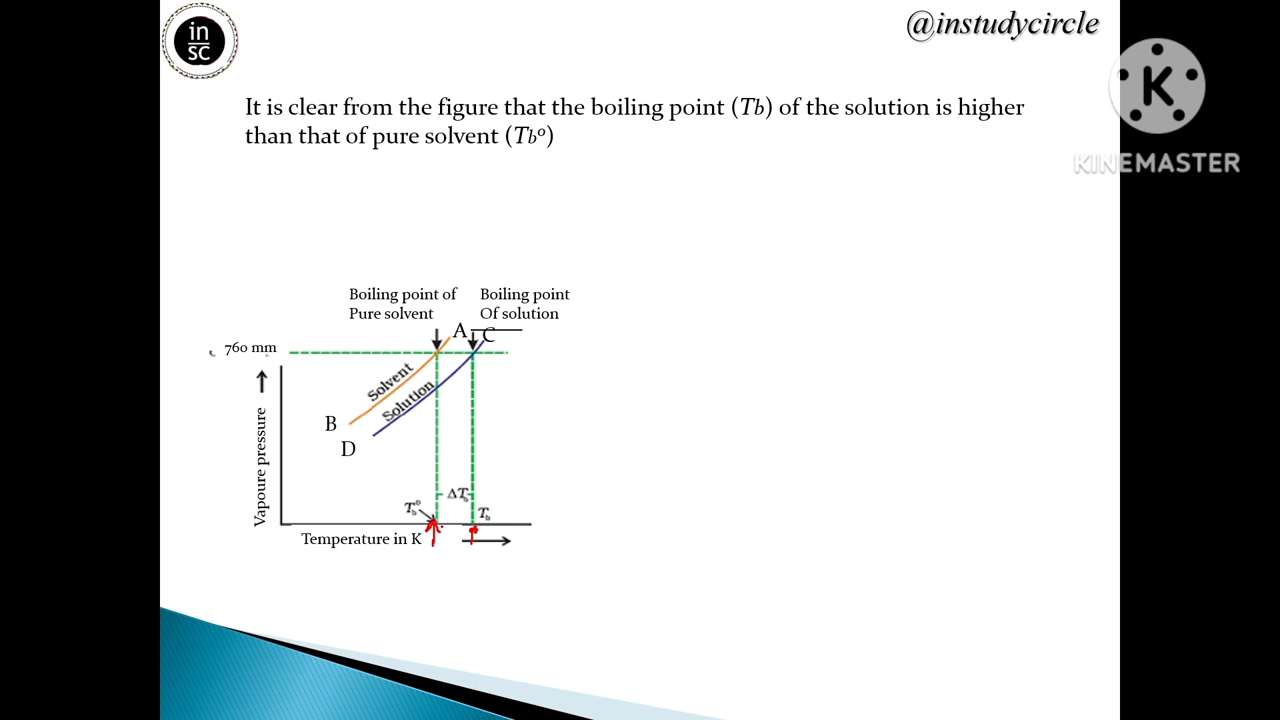 in
SC
@instudycircle
KINEMASTER
It is clear from the figure that the boiling point (Tb) of the solution is higher
than that of pure solvent (Tbº)
Boiling point of
Pure solvent
Boiling point
Of solution
A
C
760 mm
Solvent
Solution
B
D
Vapoure pressure
ΔTb
Tb°
Tb
Temperature in K